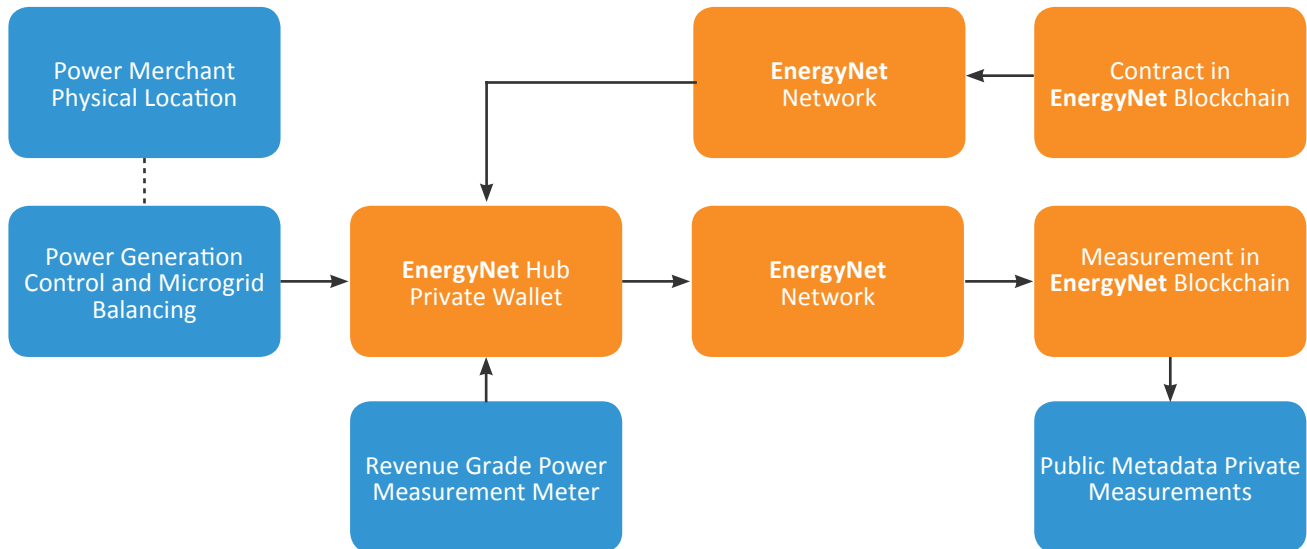 Power Merchant
Physical Location
EnergyNet
Network
Contract in
EnergyNet Blockchain
Power Generation
Control and Microgrid
Balancing
EnergyNet Hub
Private Wallet
EnergyNet
Network
Measurement in
EnergyNet Blockchain
Revenue Grade Power
Measurement Meter
Public Metadata Private
Measurements